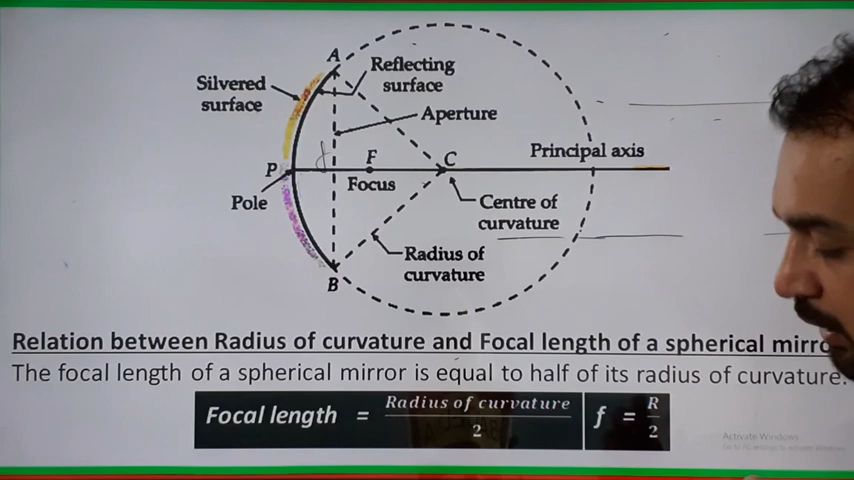 A
Reflecting
surface
Silvered
surface
Aperture
P
F
C
Principal axis
Focus
Pole
Centre of
curvature
Radius of
curvature
B
Relation between Radius of curvature and Focal length of a spherical
The focal length of a spherical mirror is equal to half of its radius of curvature.
Focal length = Radius of curvature / 2
f = R / 2
Activate Windows